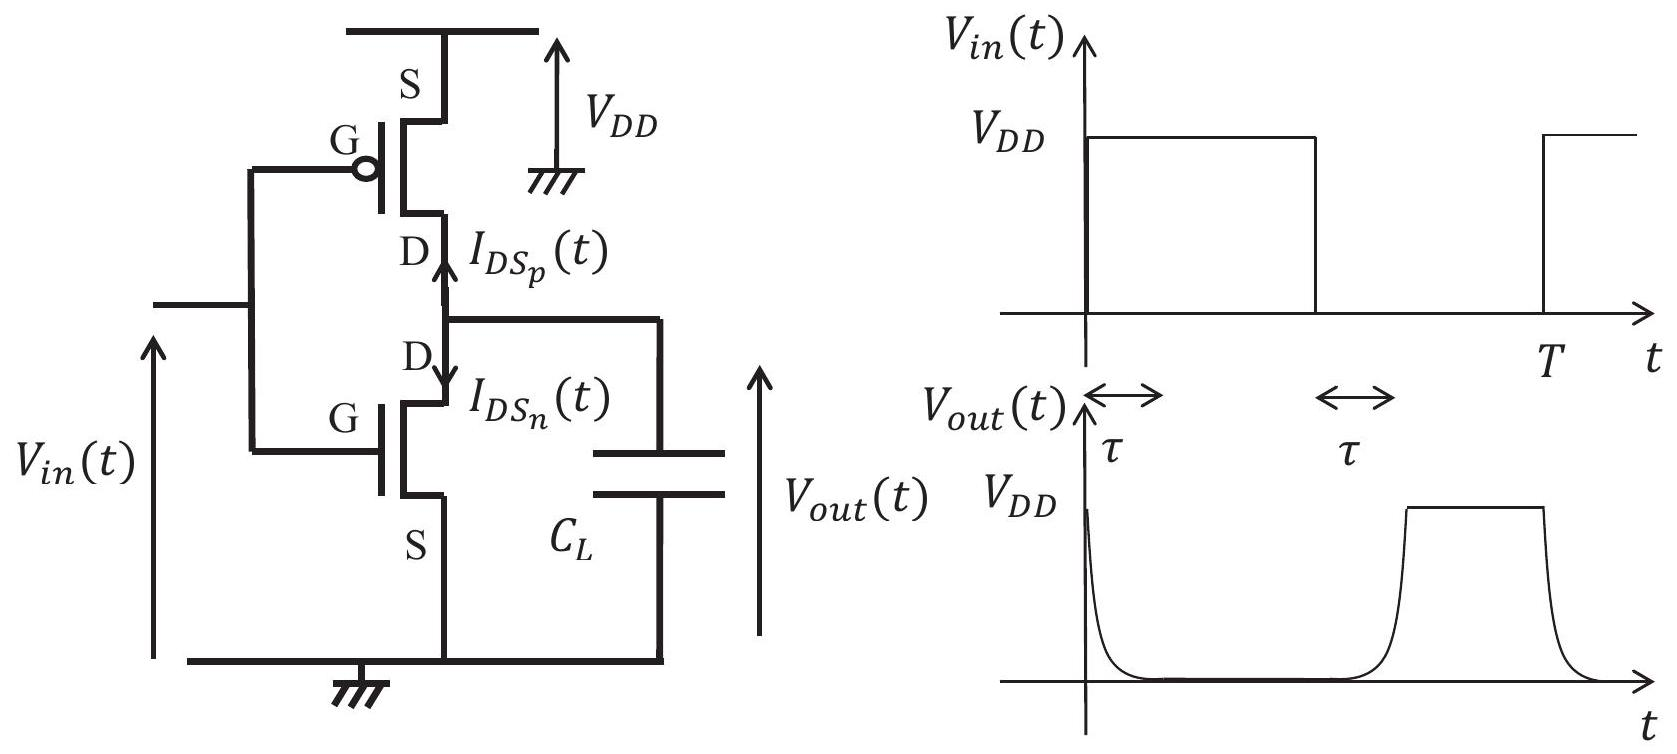 S
G
V_{DD}
D
I_{DS_p}(t)
D
I_{DS_n}(t)
G
V_{in}(t)
S
C_L
V_{out}(t)
V_{in}(t)
V_{DD}
T
t
V_{out}(t)
τ
τ
V_{DD}
t